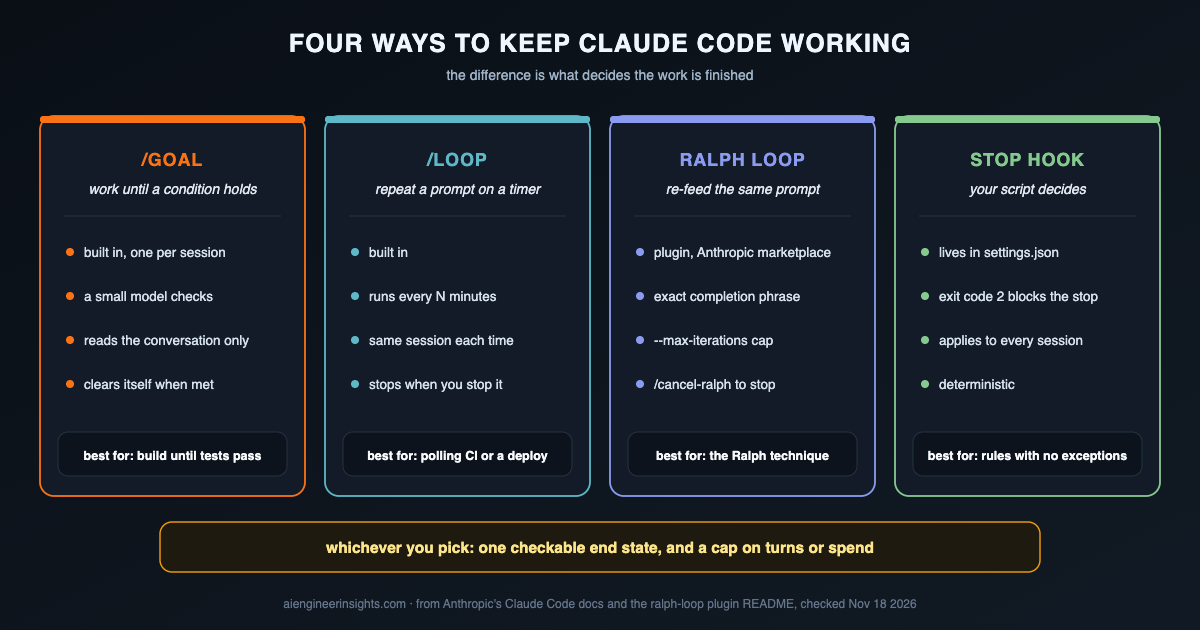 FOUR WAYS TO KEEP CLAUDE CODE WORKING
the difference is what decides the work is finished
/GOAL
work until a condition holds
built in, one per session
a small model checks
reads the conversation only
clears itself when met
best for: build until tests pass
/LOOP
repeat a prompt on a timer
built in
runs every N minutes
same session each time
stops when you stop it
best for: polling CI or a deploy
RALPH LOOP
re-feed the same prompt
plugin, Anthropic marketplace
exact completion phrase
--max-iterations cap
/cancel-ralph to stop
best for: the Ralph technique
STOP HOOK
your script decides
lives in settings.json
exit code 2 blocks the stop
applies to every session
deterministic
best for: rules with no exceptions
whichever you pick: one checkable end state, and a cap on turns or spend
aiengineerinsights.com · from Anthropic's Claude Code docs and the ralph-loop plugin README, checked Nov 18 2026